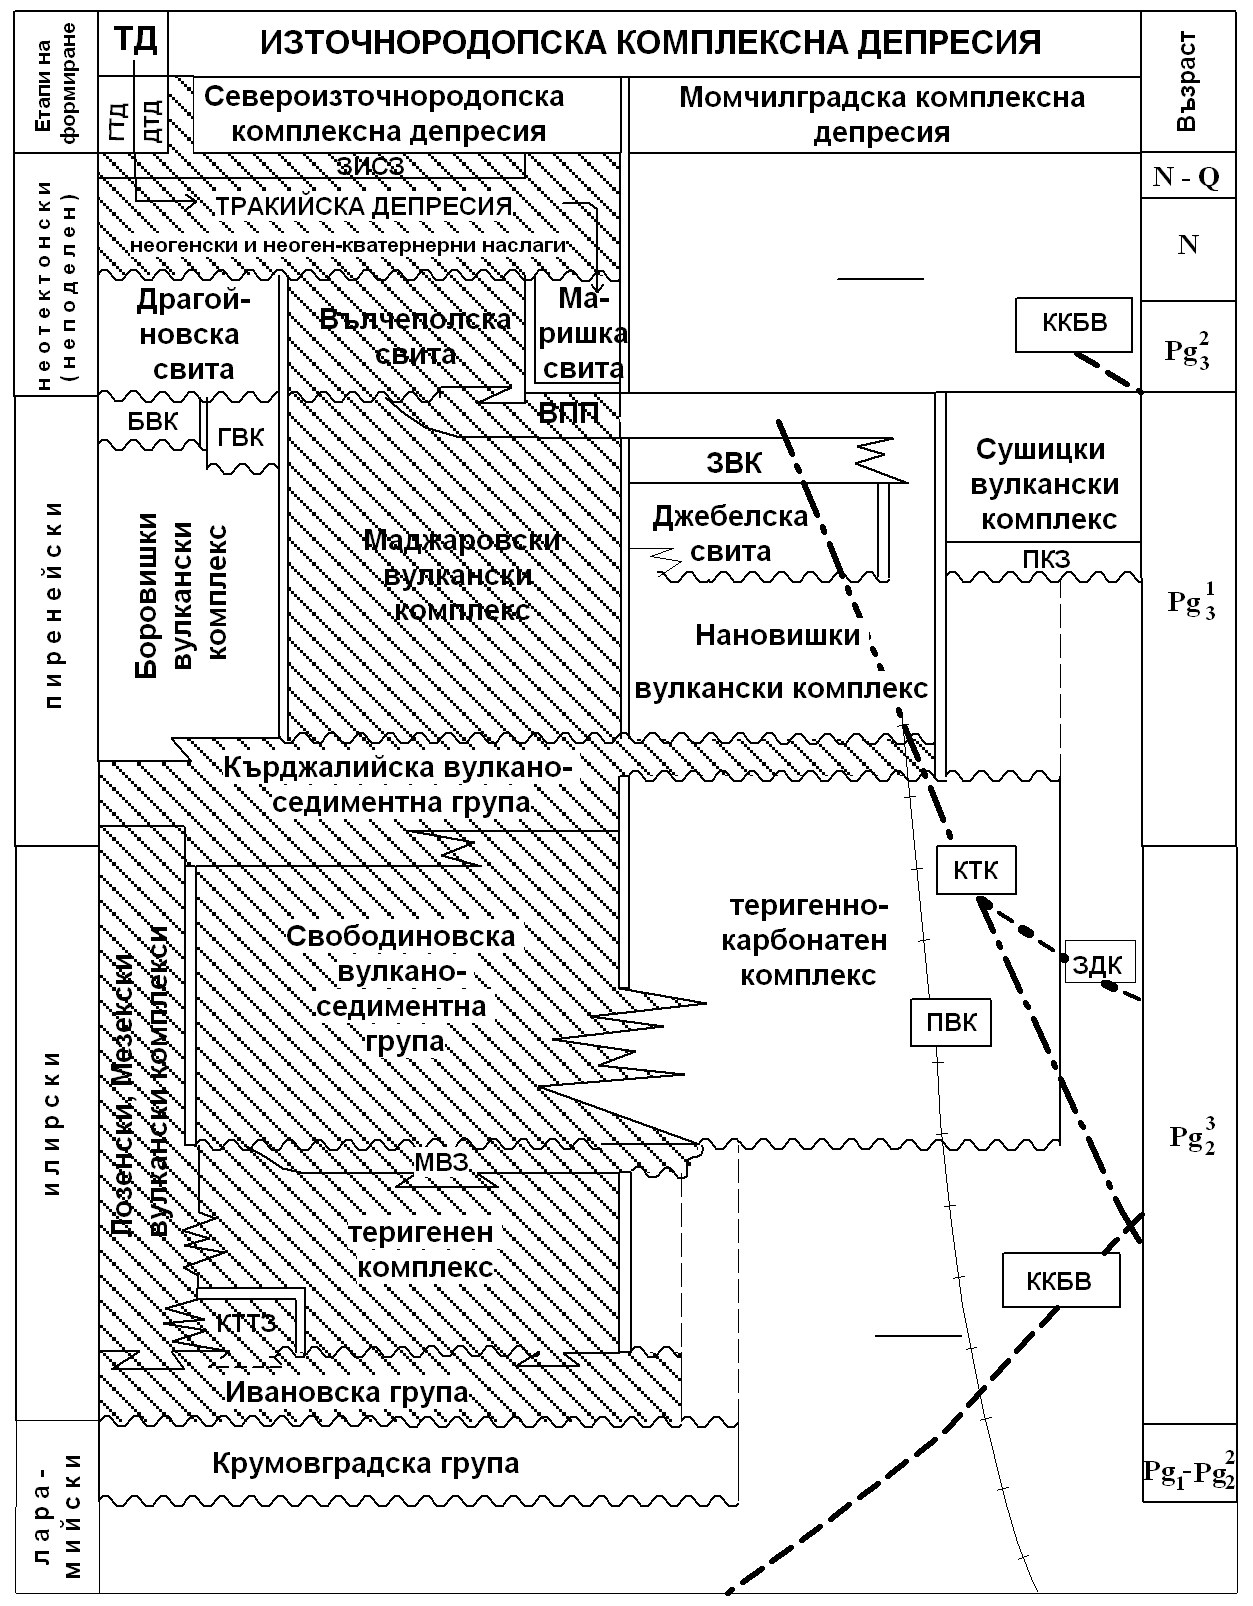 Етапи на
формиране
ТД
ИЗТОЧНОРОДОПСКА КОМПЛЕКСНА ДЕПРЕСИЯ
Възраст
ГТД
ДТД
Североизточнородопска
комплексна депресия
Момчилградска комплексна
депресия
неотектонски
(неподелен)
ЗИСЗ
ТРАКИЙСКА ДЕПРЕСИЯ
неогенски и неоген-кватернерни наслаги
N - Q
N
Драгой-
новска
свита
Вълчеполска
свита
Ма-
ришка
свита
ККБВ
Pg₃²
пиренейски
БВК
ГВК
ВПП
ЗВК
Джебелска
свита
Сушицки
вулкански
комплекс
ПКЗ
Боровишки
вулкански
комплекс
Маджаровски
вулкански
комплекс
Нановишки
вулкански комплекс
Pg₃¹
Кърджалийска вулкано-
седиментна група
илирски
Лозенски, Мезекски
вулкански комплекси
Свободиновска
вулкано-
седиментна
група
теригенно-
карбонатен
комплекс
КТК
ЗДК
ПВК
Pg₂³
МВЗ
теригенен
комплекс
КТТЗ
ККБВ
Ивановска група
лара-
мийски
Крумовградска група
Pg₁-Pg₂²